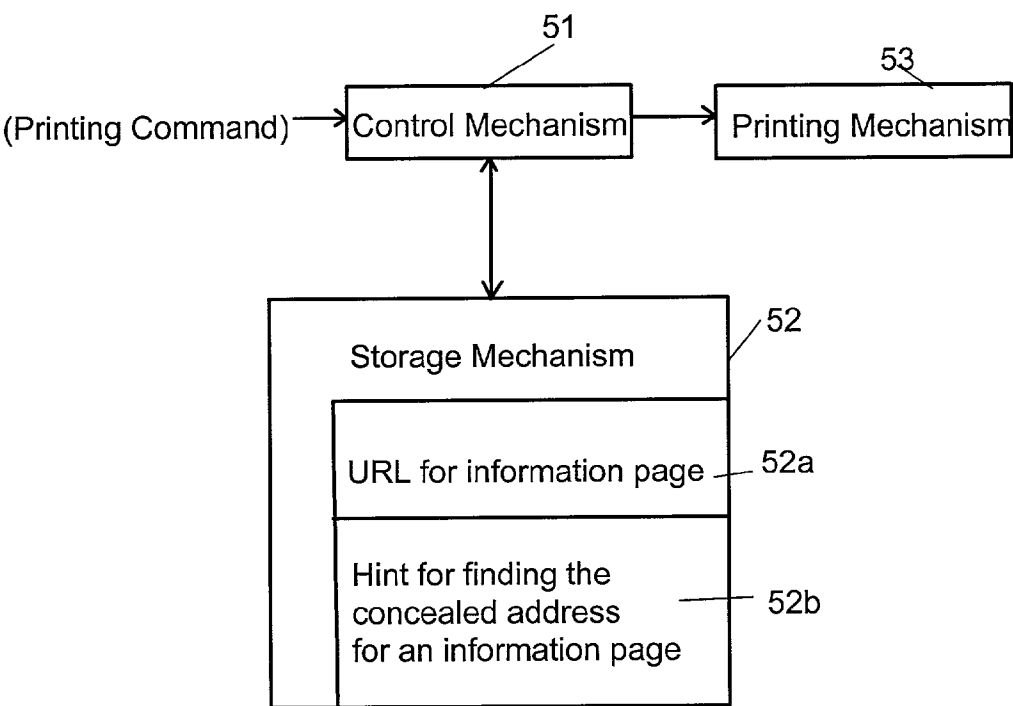 51
53
(Printing Command)
Control Mechanism
Printing Mechanism
52
Storage Mechanism
URL for information page
52a
Hint for finding the
concealed address
for an information page
52b